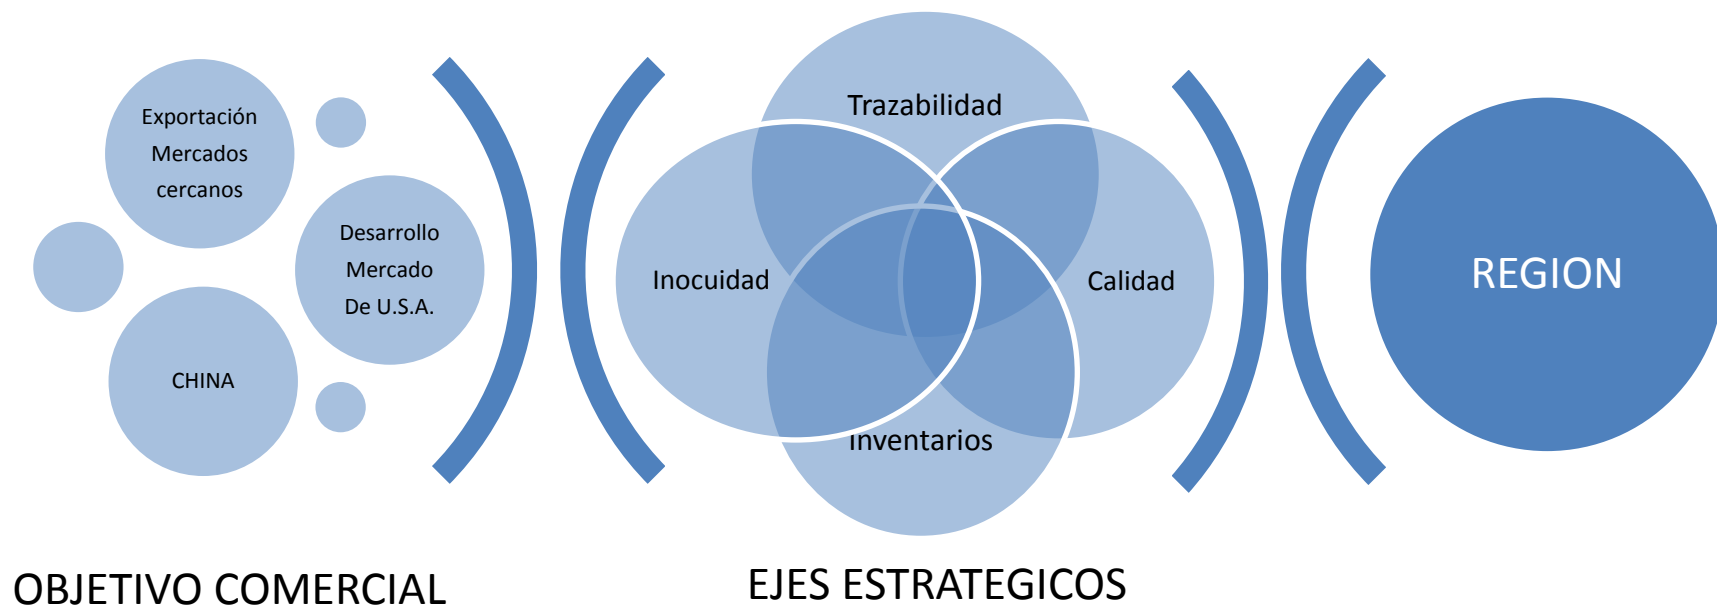 Exportación
Mercados
cercanos
Desarrollo
Mercado
De U.S.A.
CHINA
Trazabilidad
Inocuidad
Calidad
Inventarios
REGION
OBJETIVO COMERCIAL
EJES ESTRATEGICOS